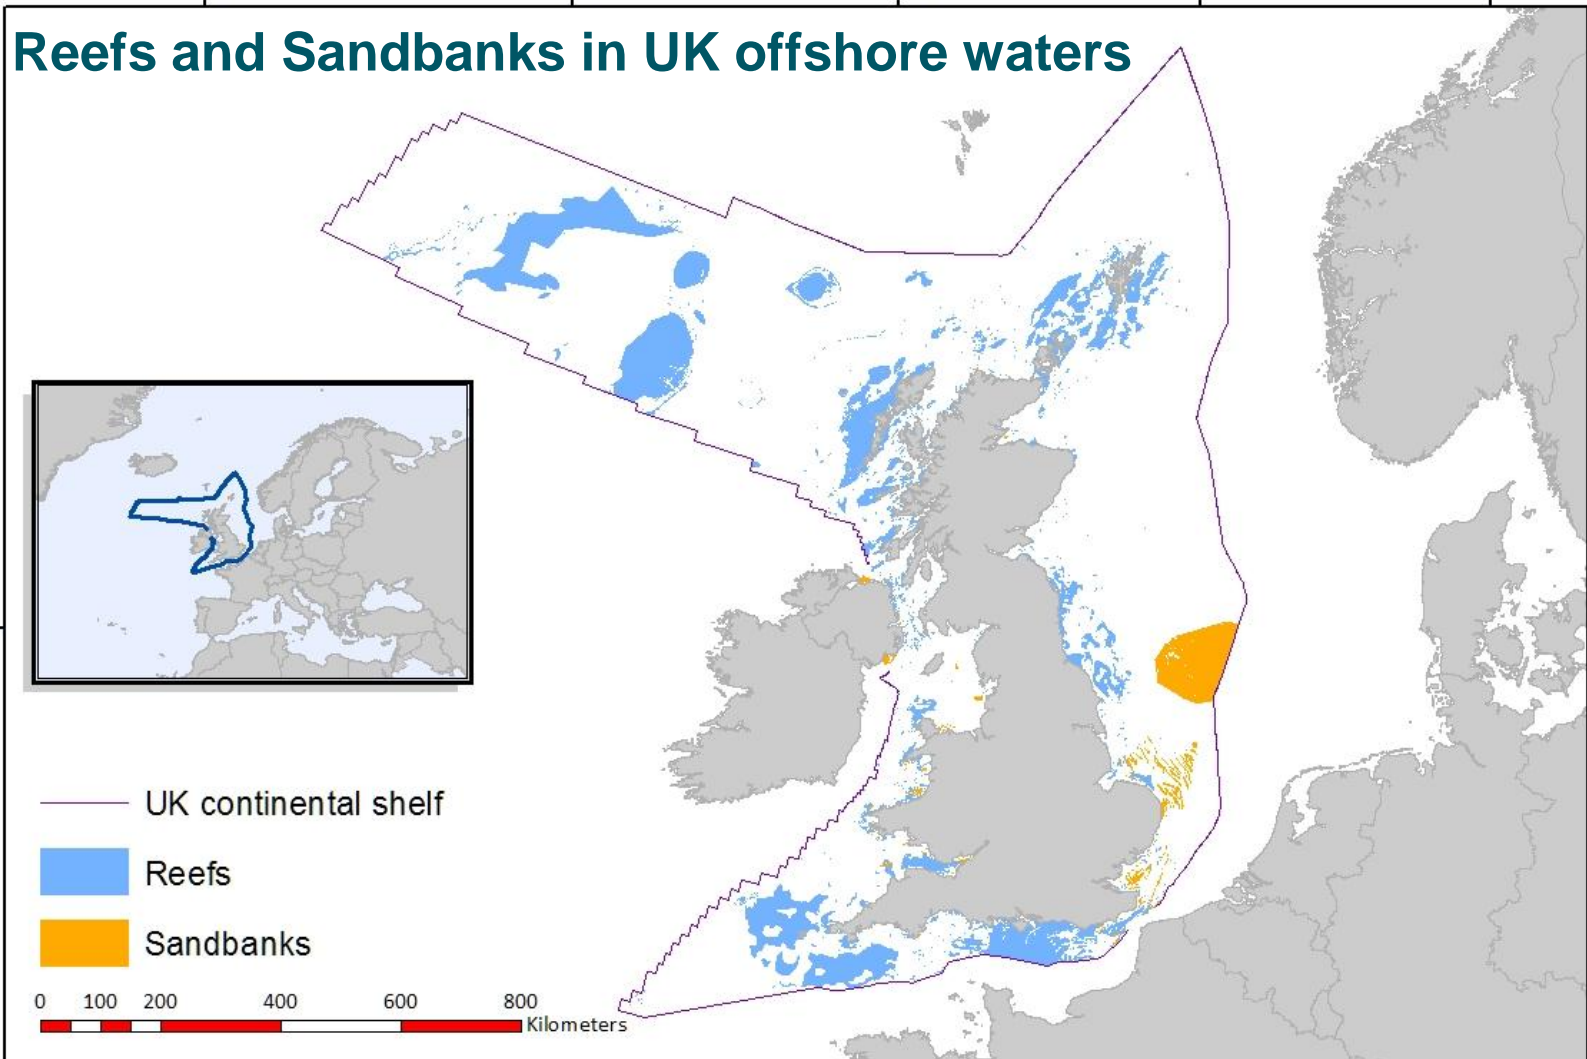 Reefs and Sandbanks in UK offshore waters
UK continental shelf
Reefs
Sandbanks
0 100 200 400 600 800
Kilometers